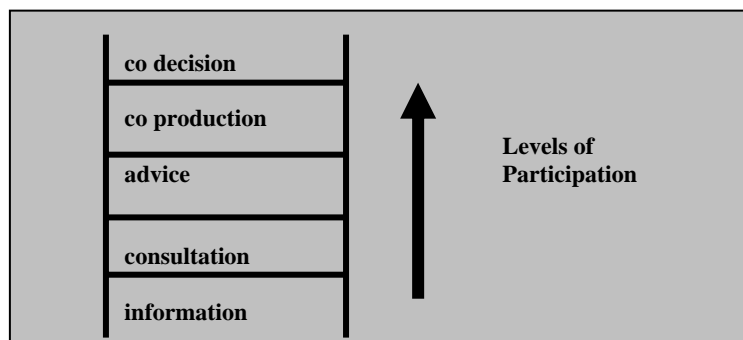 co decision
co production
advice
consultation
information
Levels of
Participation